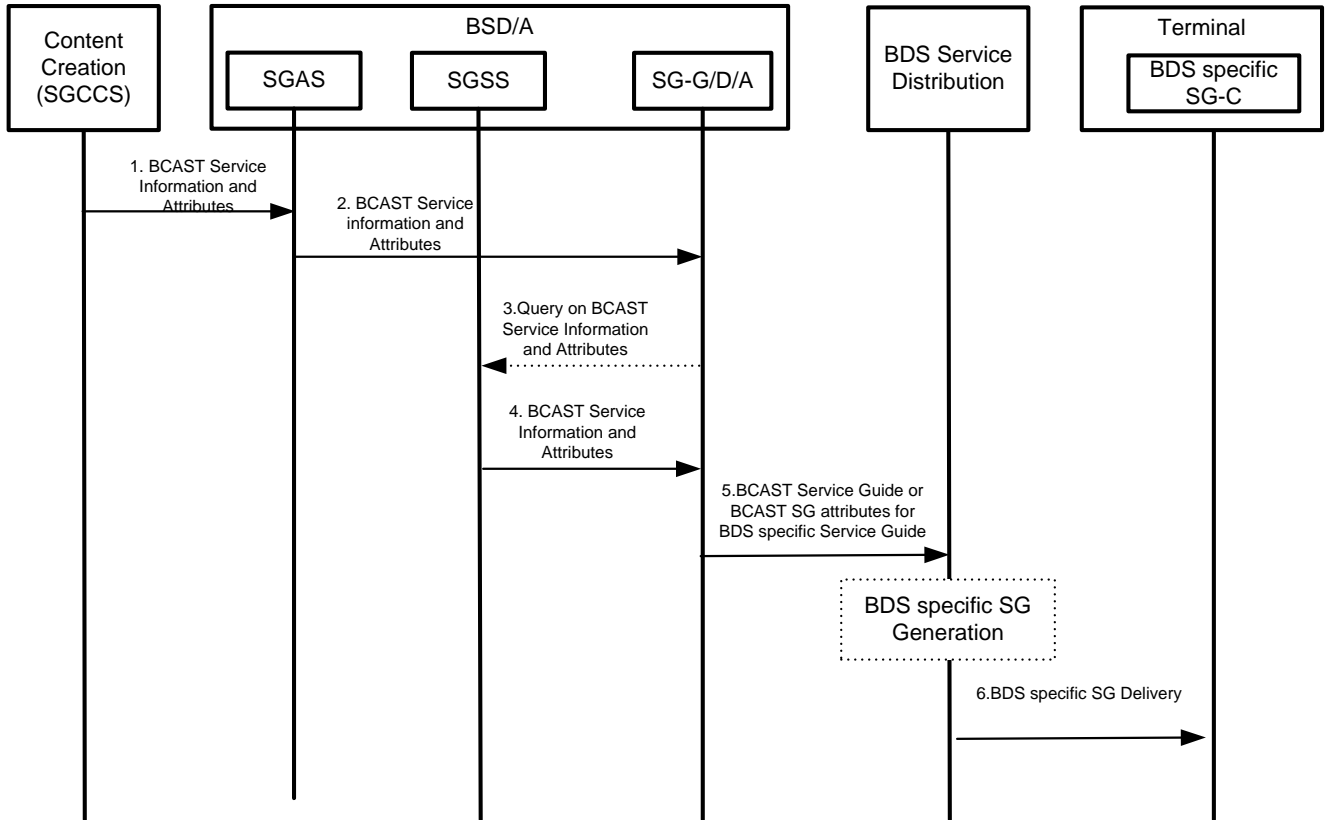 Content
Creation
(SGCCS)
BSD/A
SGAS
SGSS
SG-G/D/A
BDS Service
Distribution
Terminal
BDS specific
SG-C
1. BCAST Service
Information and
Attributes
2. BCAST Service
information and
Attributes
3.Query on BCAST
Service Information
and Attributes
4. BCAST Service
Information and
Attributes
5.BCAST Service Guide or
BCAST SG attributes for
BDS specific Service Guide
BDS specific SG
Generation
6.BDS specific SG Delivery